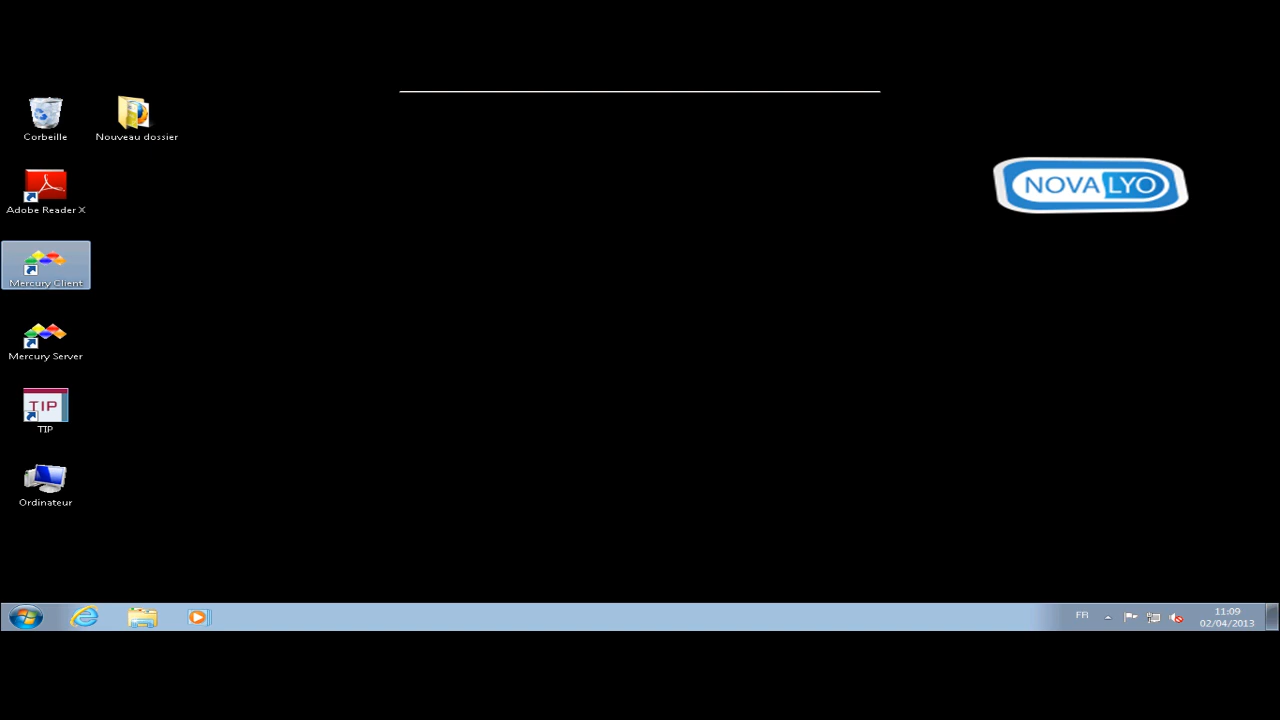 Corbeille
Nouveau dossier
Adobe Reader X
NOVALYO
Mercury Client
Mercury Server
TIP
TIP
Ordinateur
FR
11:09
02/04/2013